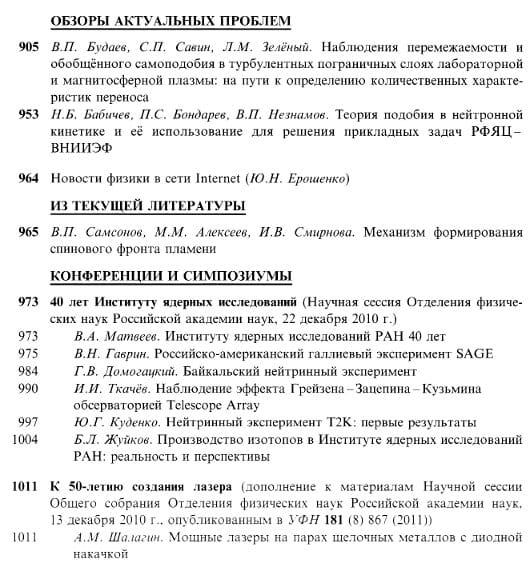 ОБЗОРЫ АКТУАЛЬНЫХ ПРОБЛЕМ
905 В.П. Будаев, С.П. Савин, Л.М. Зелёный. Наблюдения перемежаемости и
обобщённого самоподобия в турбулентных пограничных слоях лабораторной
и магнитосферной плазмы: на пути к определению количественных характе-
ристик переноса
953 Н.Б. Бабичев, П.С. Бондарев, В.П. Незнамов. Теория подобия в нейтронной
кинетике и её использование для решения прикладных задач РФЯЦ–
ВНИИЭФ
964 Новости физики в сети Internet (Ю.Н. Ерошенко)
ИЗ ТЕКУЩЕЙ ЛИТЕРАТУРЫ
965 В.П. Самсонов, М.М. Алексеев, И.В. Смирнова. Механизм формирования
спинового фронта пламени
КОНФЕРЕНЦИИ И СИМПОЗИУМЫ
973 40 лет Институту ядерных исследований (Научная сессия Отделения физиче-
ских наук Российской академии наук, 22 декабря 2010 г.)
973 В.А. Матвеев. Институту ядерных исследований РАН 40 лет
975 В.Н. Гаврин. Российско-американский галлиевый эксперимент SAGE
984 Г.В. Домогацкий. Байкальский нейтринный эксперимент
990 И.И. Ткачёв. Наблюдение эффекта Грейзена–Зацепина–Кузьмина
обсерваторией Telescope Array
997 Ю.Г. Куденко. Нейтринный эксперимент T2K: первые результаты
1004 Б.Л. Жуйков. Производство изотопов в Институте ядерных исследований
РАН: реальность и перспективы
1011 К 50-летию создания лазера (дополнение к материалам Научной сессии
Общего собрания Отделения физических наук Российской академии наук,
13 декабря 2010 г., опубликованным в УФН 181 (8) 867 (2011))
1011 А.М. Шалагин. Мощные лазеры на парах щелочных металлов с диодной
накачкой